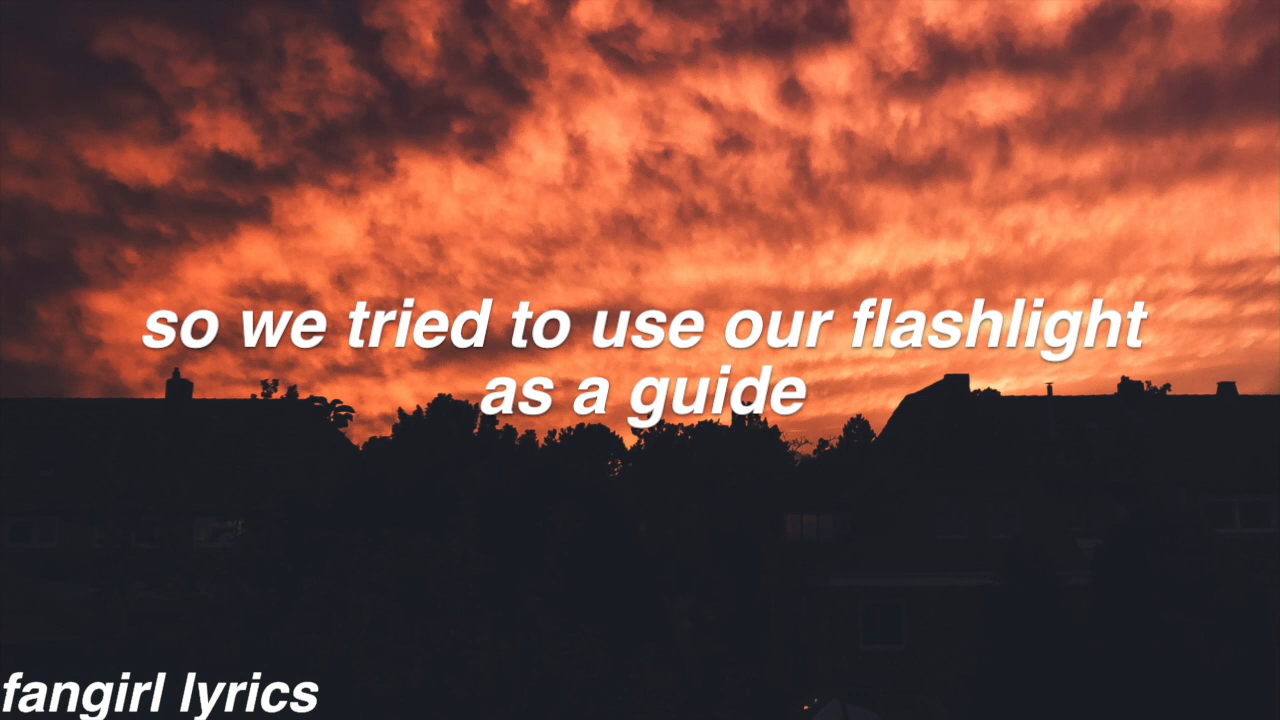 so we tried to use our flashlight
as a guide
fangirl lyrics